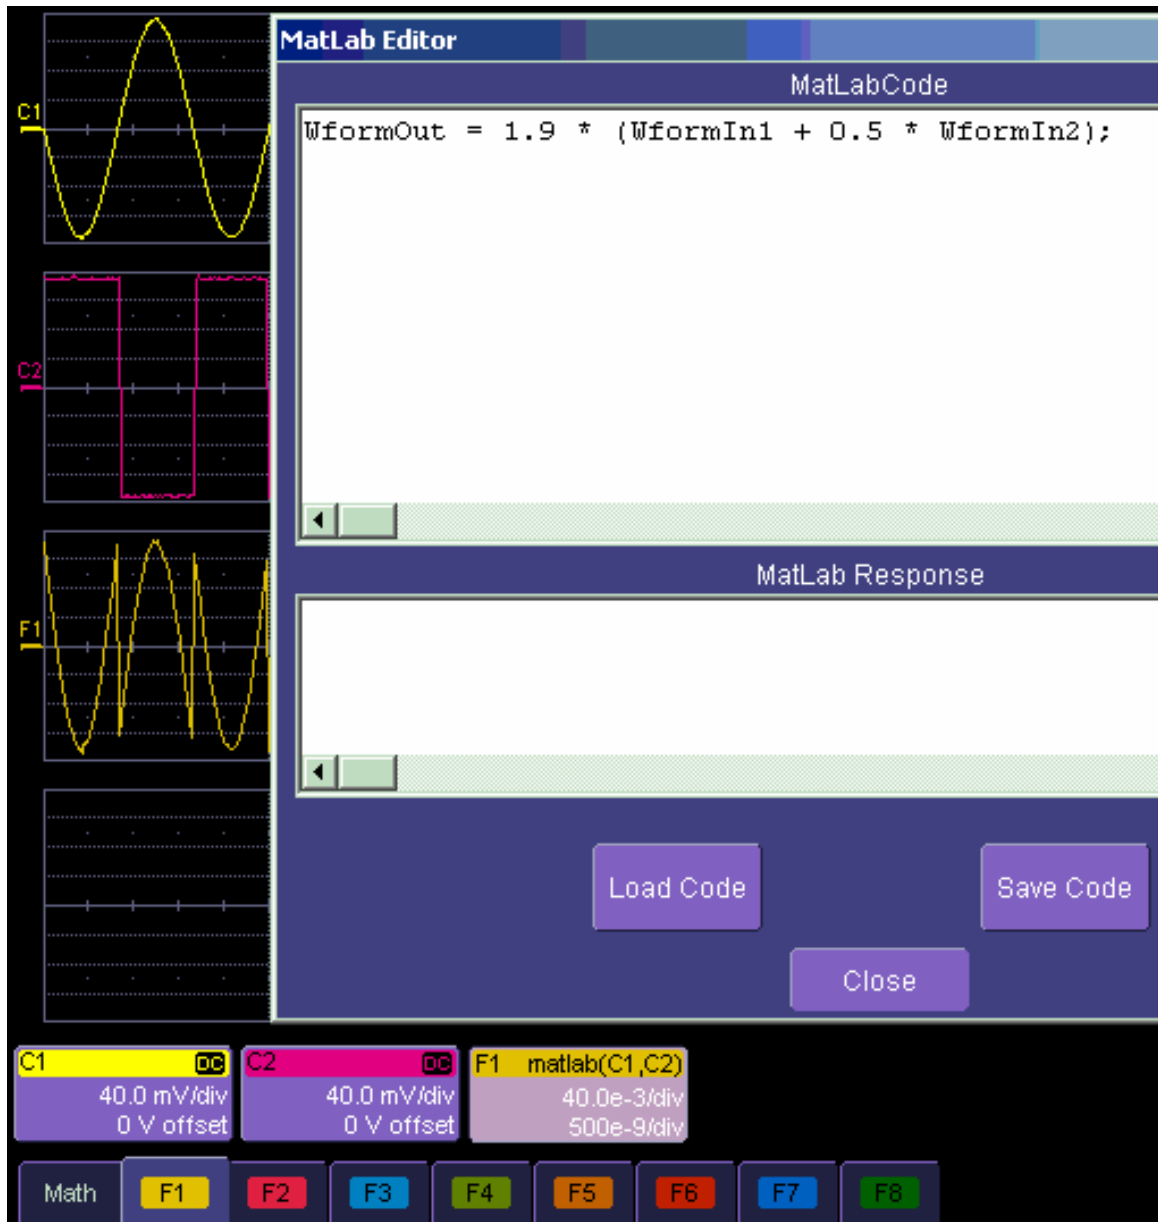 MatLab Editor
MatLabCode
C1
WformOut = 1.9 * (WformIn1 + 0.5 * WformIn2);
C2
MatLab Response
F1
Load Code
Save Code
Close
C1 DC
40.0 mV/div
0 V offset
C2 DC
40.0 mV/div
0 V offset
F1 matlab(C1,C2)
40.0e-3/div
500e-9/div
Math F1 F2 F3 F4 F5 F6 F7 F8